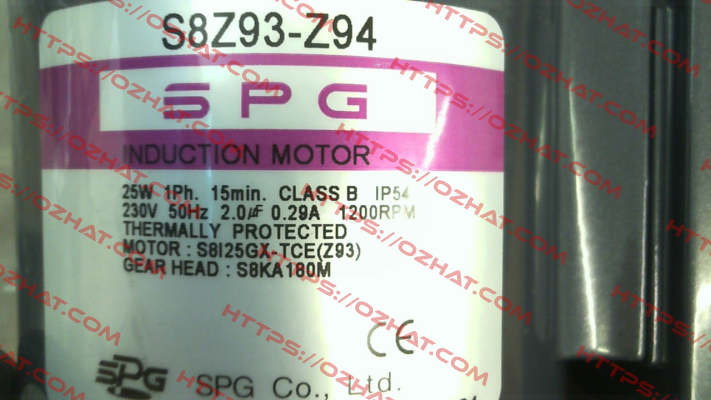 S8Z93-Z94
SPG
INDUCTION MOTOR
25W 1Ph. 15min. CLASS B IP54
230V 50Hz 2.0㎌ 0.29A 1200RPM
THERMALLY PROTECTED
MOTOR : S8I25GX-TCE(Z93)
GEAR HEAD : S8KA180M
CE
SPG SPG Co., Ltd.
HTTPS://OZHAT.COM